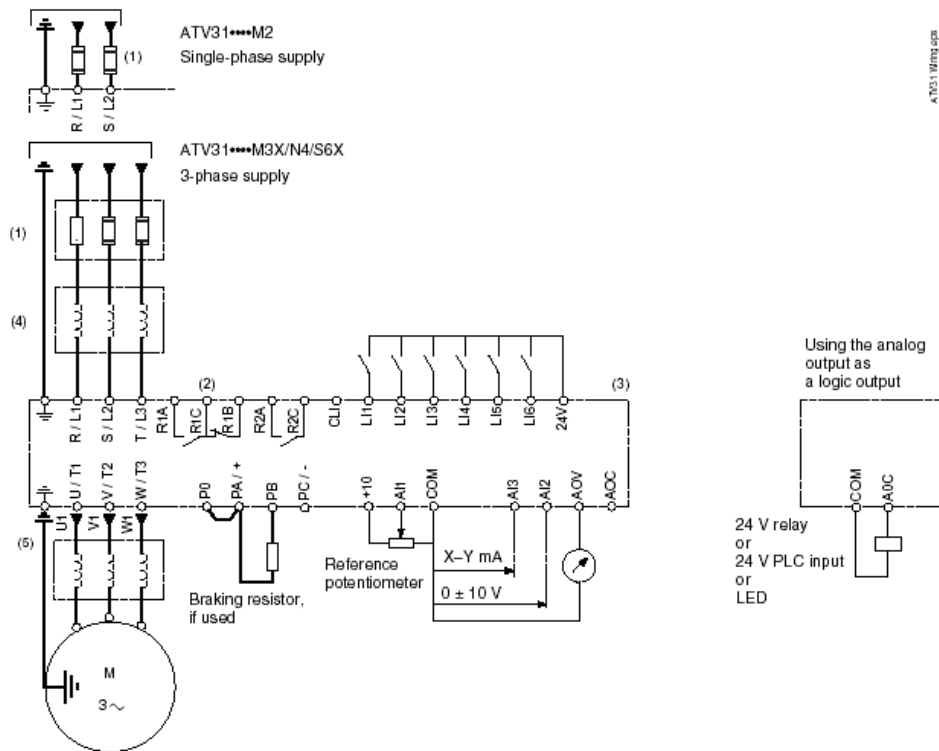 ATV31••••M2
Single-phase supply
(1)
R / L1
S / L2
ATV31 Wiring.eps
ATV31••••M3X/N4/S6X
3-phase supply
(1)
(4)
(2)
(3)
R / L1
S / L2
T / L3
R1A
R1C
R1B
R2A
R2C
CLI
LI1
LI2
LI3
LI4
LI5
LI6
24V
U / T1
V / T2
W / T3
P0
PA / +
PB
PC / -
+10
AI1
COM
AI3
AI2
AOV
AOC
(5)
U1
V1
W1
Braking resistor,
if used
Reference
potentiometer
X–Y mA
0 ± 10 V
M
3~
Using the analog
output as
a logic output
COM
A0C
24 V relay
or
24 V PLC input
or
LED